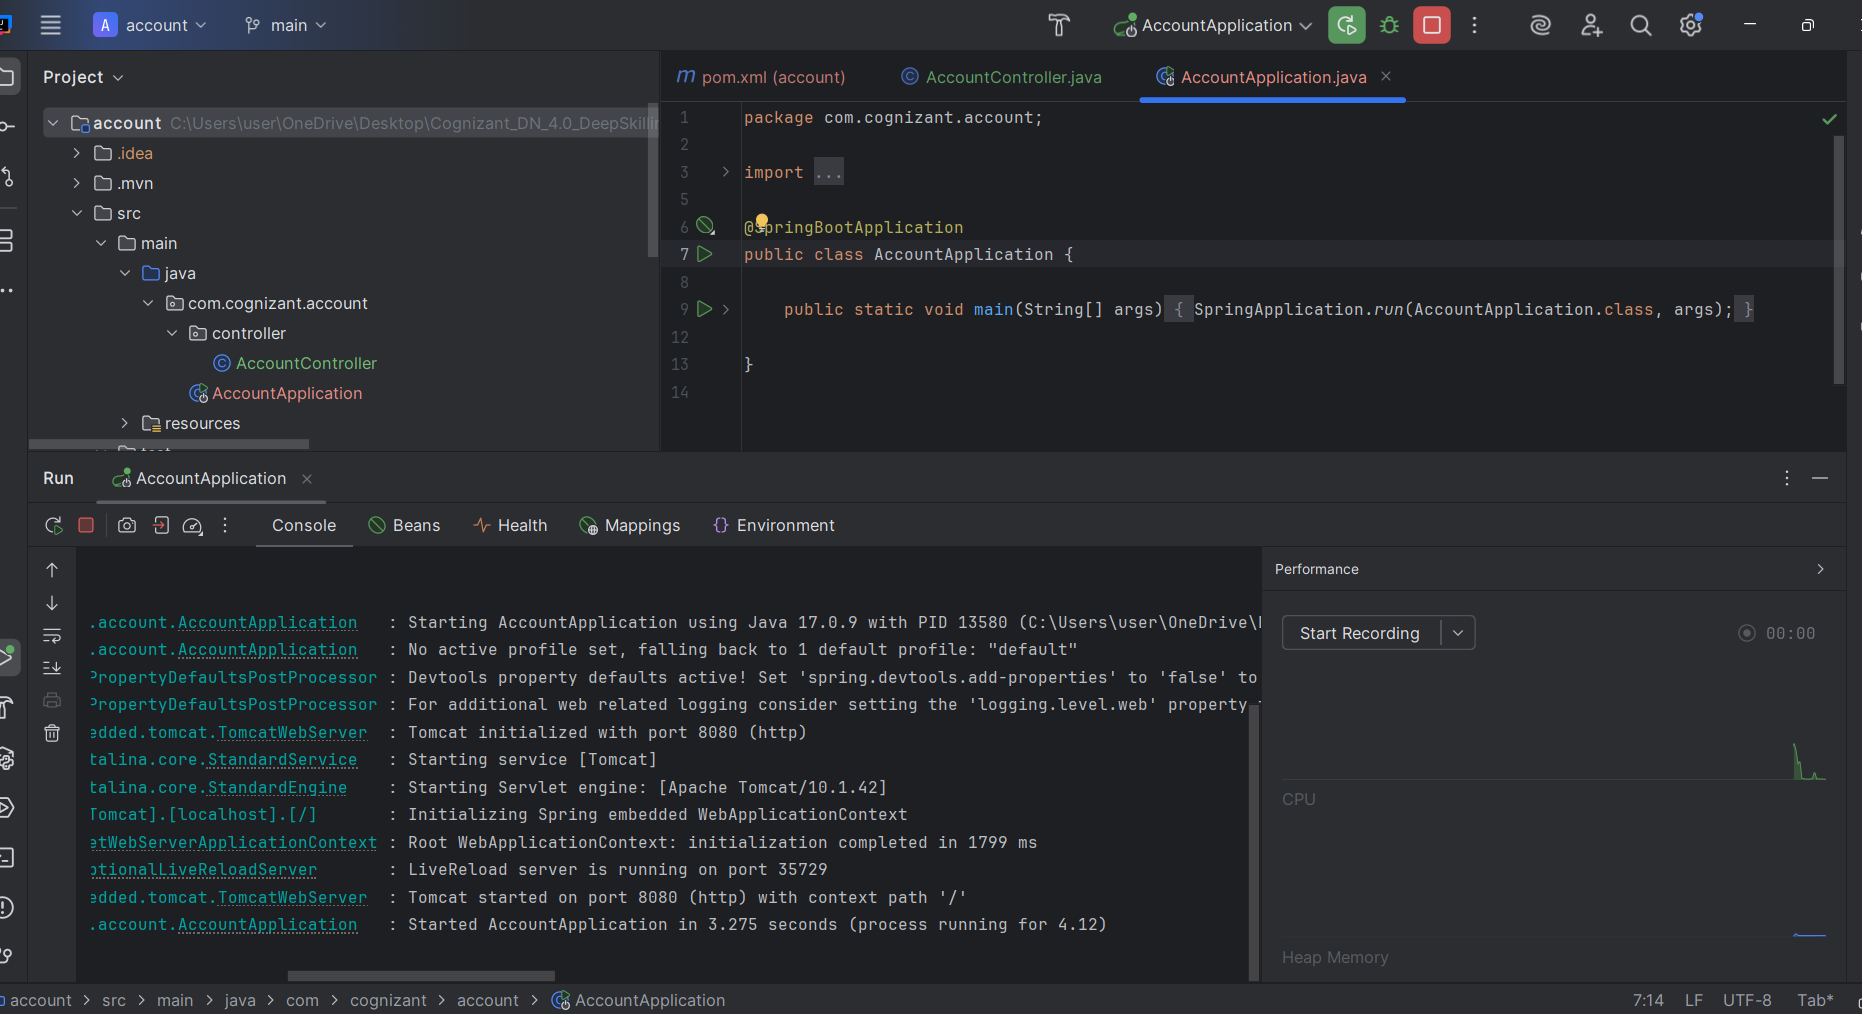 A account main AccountApplication
Project
account C:\Users\user\OneDrive\Desktop\Cognizant_DN_4.0_DeepSkillin
.idea
.mvn
src
main
java
com.cognizant.account
controller
AccountController
AccountApplication
resources
pom.xml (account) AccountController.java AccountApplication.java
1 package com.cognizant.account;
2
3 import ...
5
6 @SpringBootApplication
7 public class AccountApplication {
8
9 public static void main(String[] args) { SpringApplication.run(AccountApplication.class, args); }
12
13 }
14
Run AccountApplication
Console Beans Health Mappings Environment
.account.AccountApplication : Starting AccountApplication using Java 17.0.9 with PID 13580 (C:\Users\user\OneDrive\
.account.AccountApplication : No active profile set, falling back to 1 default profile: "default"
PropertyDefaultsPostProcessor : Devtools property defaults active! Set 'spring.devtools.add-properties' to 'false' to
PropertyDefaultsPostProcessor : For additional web related logging consider setting the 'logging.level.web' property
edded.tomcat.TomcatWebServer : Tomcat initialized with port 8080 (http)
talina.core.StandardService : Starting service [Tomcat]
talina.core.StandardEngine : Starting Servlet engine: [Apache Tomcat/10.1.42]
Tomcat].[localhost].[/] : Initializing Spring embedded WebApplicationContext
etWebServerApplicationContext : Root WebApplicationContext: initialization completed in 1799 ms
ptionalLiveReloadServer : LiveReload server is running on port 35729
edded.tomcat.TomcatWebServer : Tomcat started on port 8080 (http) with context path '/'
.account.AccountApplication : Started AccountApplication in 3.275 seconds (process running for 4.12)
Performance
Start Recording 00:00
CPU
Heap Memory
account > src > main > java > com > cognizant > account > AccountApplication
7:14 LF UTF-8 Tab*